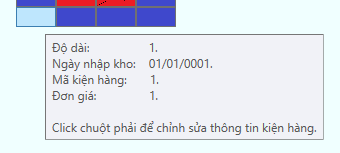 Độ dài: 1.
Ngày nhập kho: 01/01/0001.
Mã kiện hàng: 1.
Đơn giá: 1.
Click chuột phải để chỉnh sửa thông tin kiện hàng.